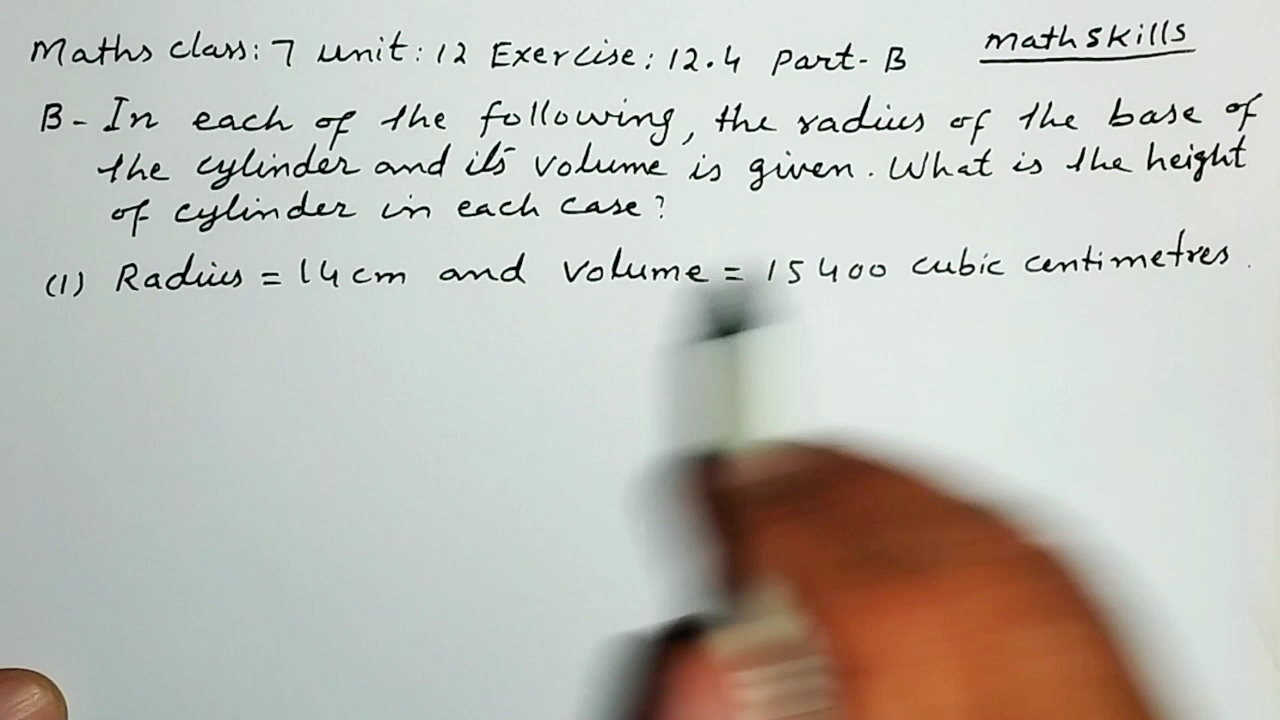 Maths class: 7 unit: 12 Exercise: 12.4 Part-B
Math Skills
B- In each of the following, the radius of the base of
the cylinder and its volume is given. What is the height
of cylinder in each case?
(1) Radius = 14 cm and Volume = 15400 cubic centimetres.